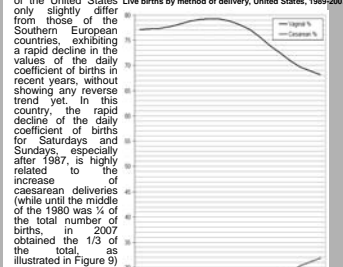 of the United States
only slightly differ
from those of the
Southern European
countries, exhibiting
a rapid decline in the
values of the daily
coefficient of births in
recent years, without
showing any reverse
trend yet. In this
country, the rapid
decline of the daily
coefficient of births
for Saturdays and
Sundays, especially
after 1987, is highly
related to the
increase of
caesarean deliveries
(while until the middle
of the 1980 was ¼ of
the total number of
births, in 2007
obtained the 1/3 of
the total, as
illustrated in Figure 9)
Live births by method of delivery, United States, 1989-200
Vaginal %
Caesarean %
80
75
70